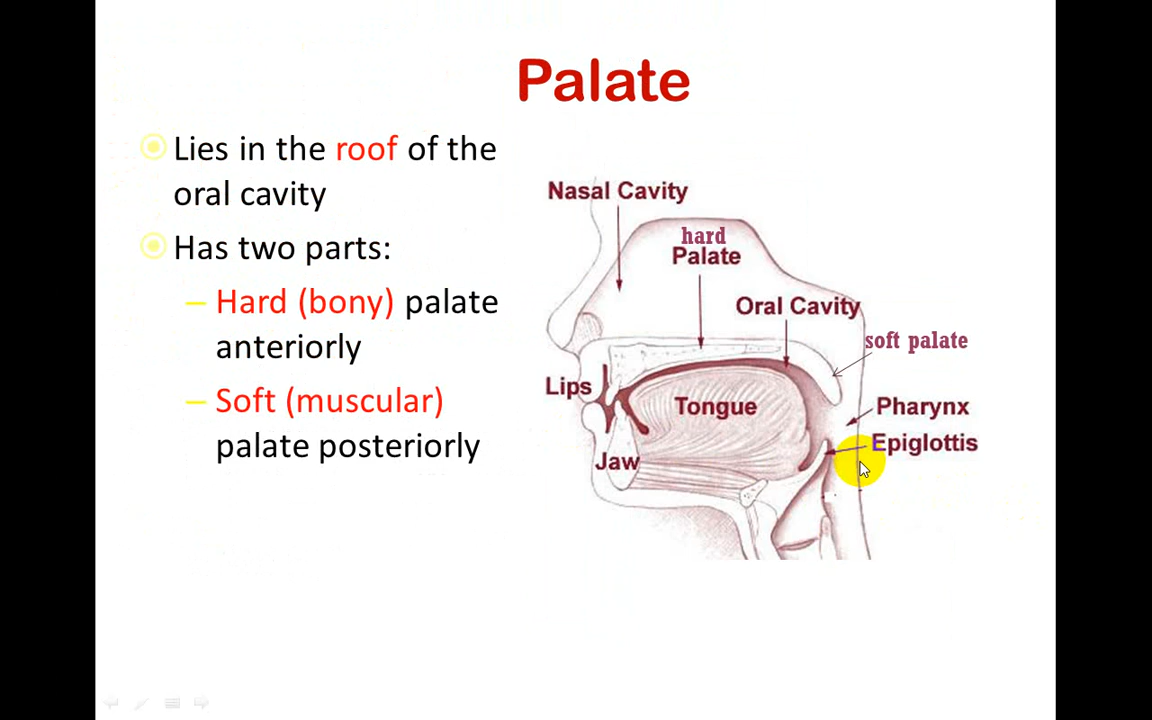 Palate
Lies in the roof of the
oral cavity
Has two parts:
– Hard (bony) palate
anteriorly
– Soft (muscular)
palate posteriorly
Nasal Cavity
hard
Palate
Oral Cavity
soft palate
Lips
Tongue
Pharynx
Epiglottis
Jaw